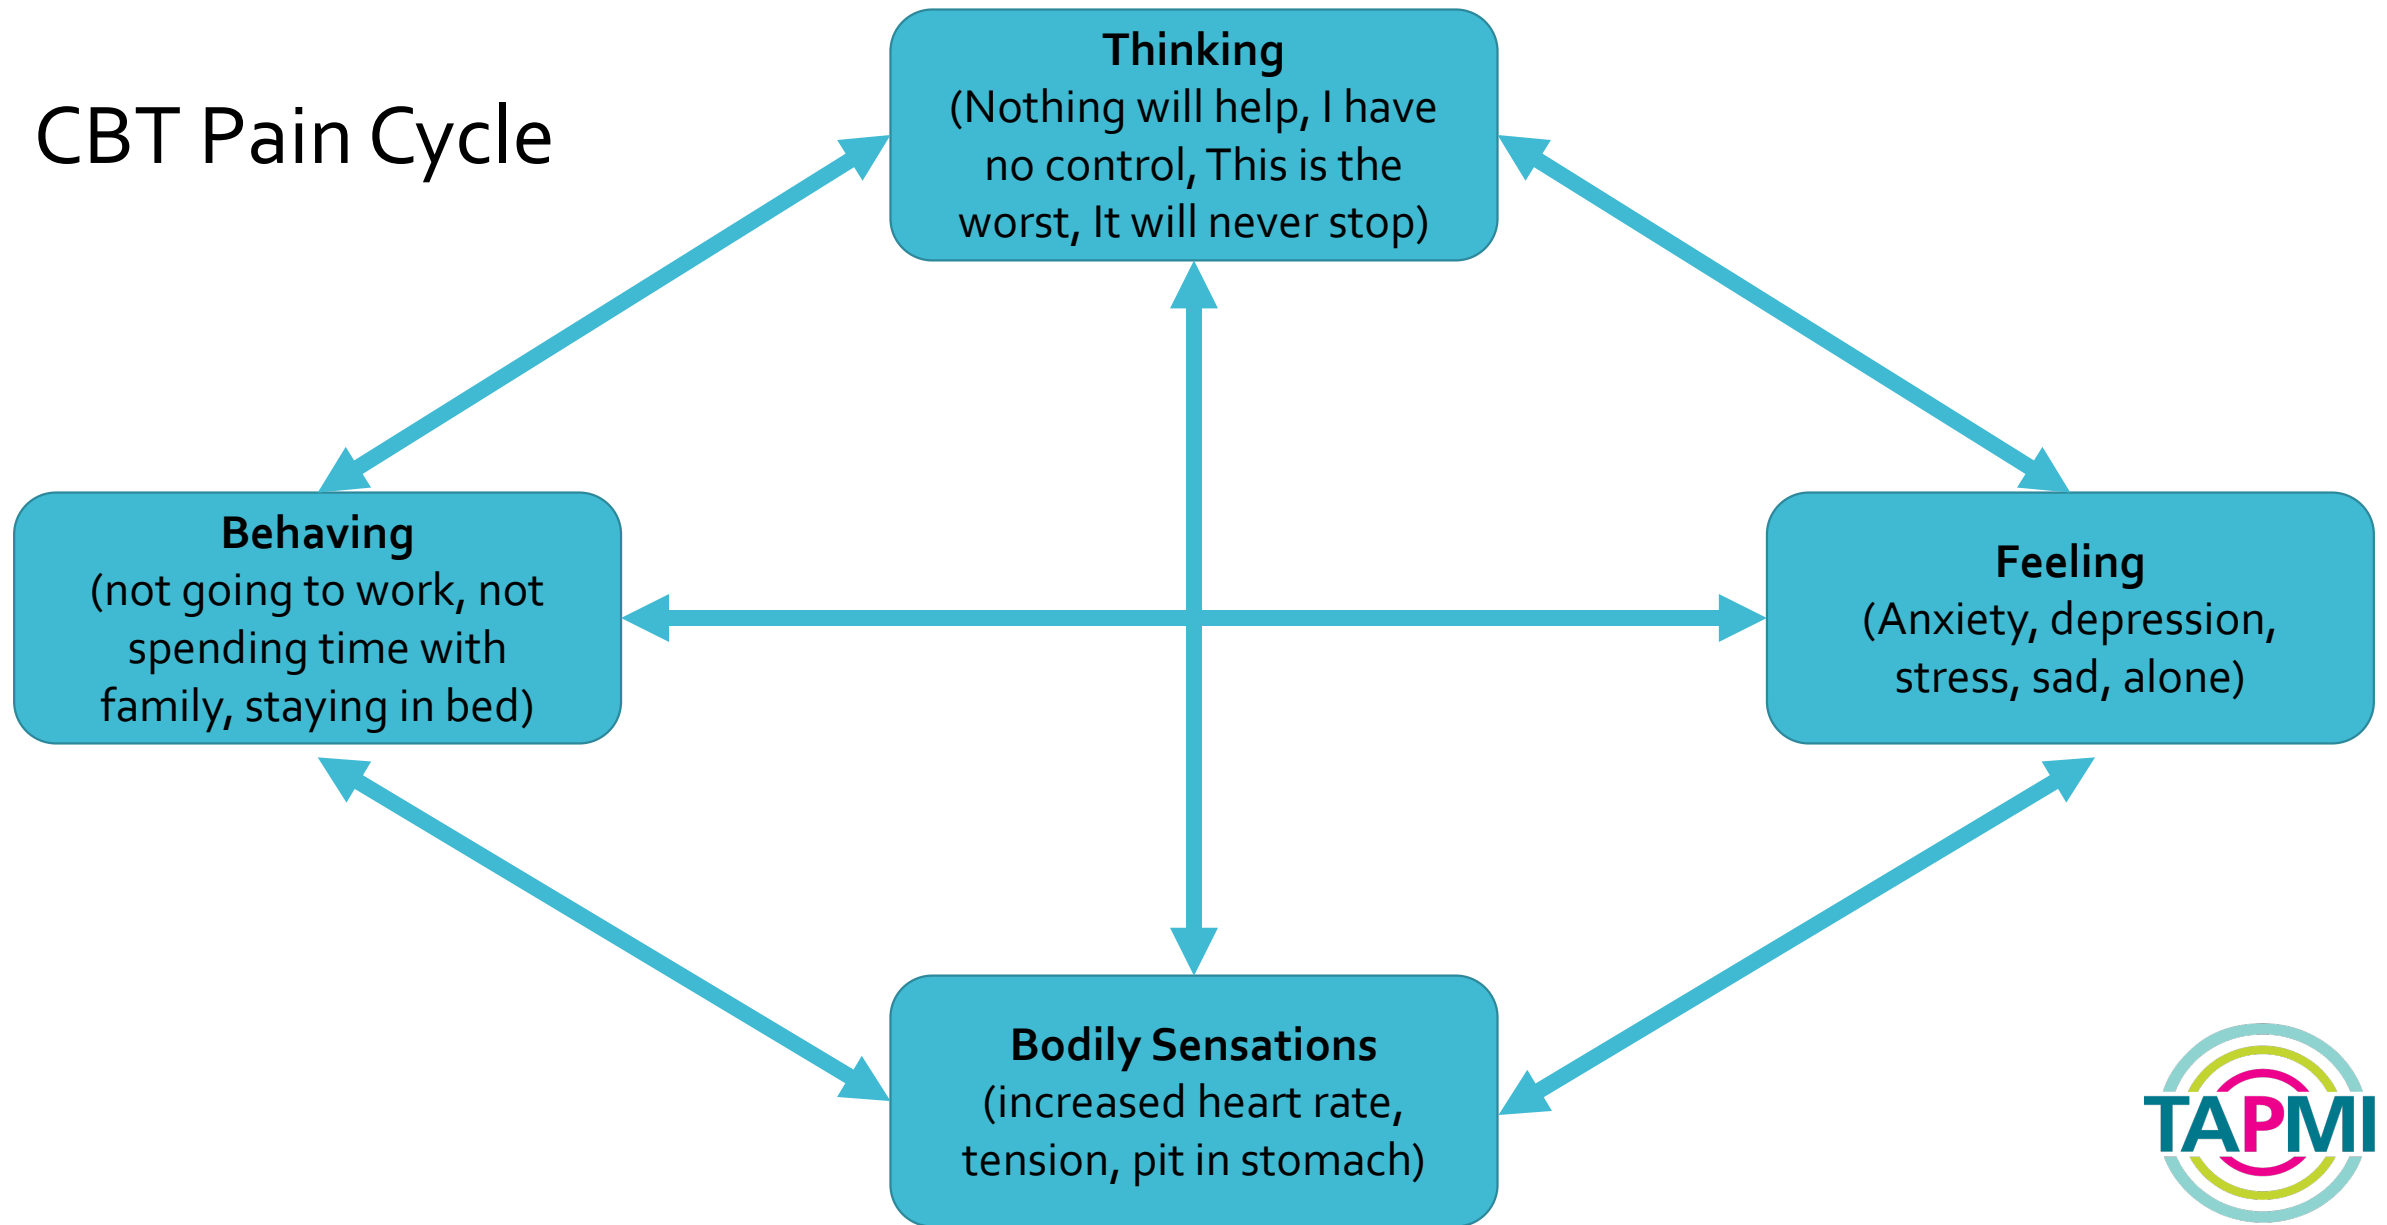 CBT Pain Cycle
Thinking
(Nothing will help, I have
no control, This is the
worst, It will never stop)
Behaving
(not going to work, not
spending time with
family, staying in bed)
Feeling
(Anxiety, depression,
stress, sad, alone)
Bodily Sensations
(increased heart rate,
tension, pit in stomach)
TAPMI